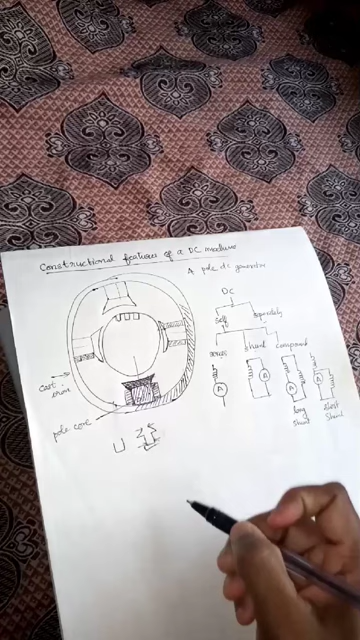 Constructional features of a DC machine
4 pole dc generator
DC
self
separately
series
shunt
compound
A
A
A
A
long
shunt
short
shunt
cast
iron
pole core